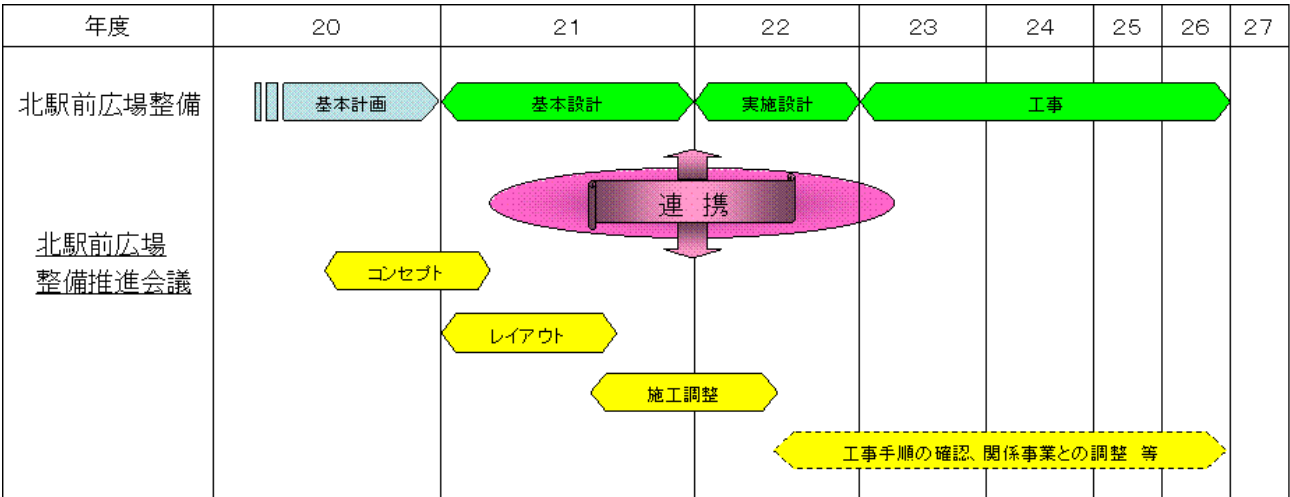 年度 20 21 22 23 24 25 26 27
北駅前広場整備 基本計画 基本設計 実施設計 工事
連 携
北駅前広場
整備推進会議
コンセプト
レイアウト
施工調整
工事手順の確認、関係事業との調整 等